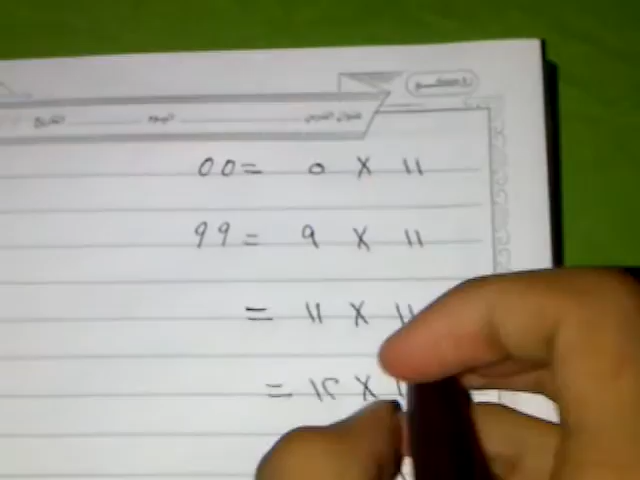 عنوان الدرس اليوم التاريخ
١١ × ٥ = ٥٥
١١ × ٩ = ٩٩
١١ × ١١ =
× ١٢ =